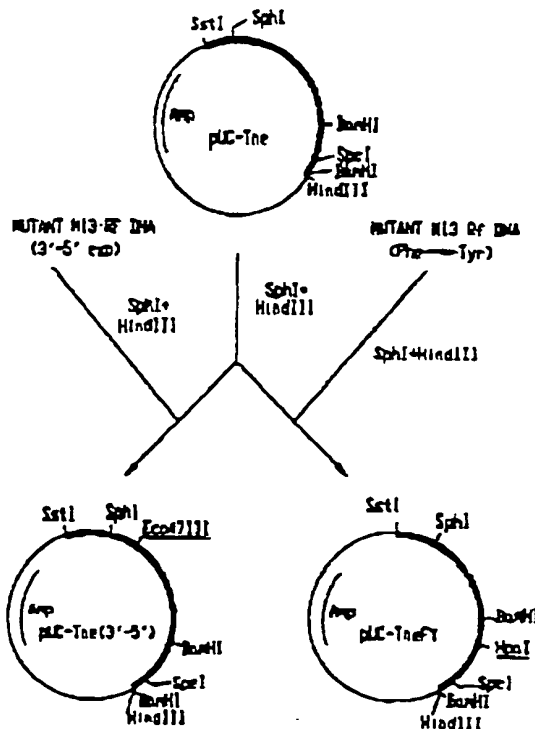 SstI
SphI
Amp
pUC-Tne
BamHI
SpeI
BamHI
HindIII
MUTANT M13-RF DNA
(3'-5' exo)
MUTANT M13 RF DNA
(Phe→Tyr)
SphI+
HindIII
SphI+
HindIII
SphI+HindIII
SstI
SphI
Eco47III
Amp
pUC-Tne(3'-5')
BamHI
SpeI
BamHI
HindIII
SstI
SphI
Amp
pUC-TneFY
BamHI
HpaI
SpeI
BamHI
HindIII